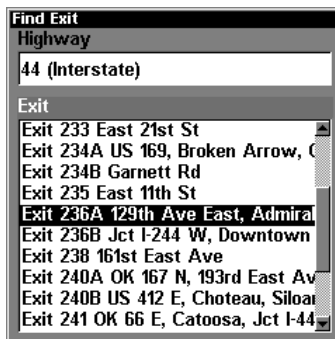 Find Exit
Highway
44 (Interstate)
Exit
Exit 233 East 21st St
Exit 234A US 169, Broken Arrow,
Exit 234B Garnett Rd
Exit 235 East 11th St
Exit 236A 129th Ave East, Admiral
Exit 236B Jct I-244 W, Downtown
Exit 238 161st East Ave
Exit 240A OK 167 N, 193rd East Av
Exit 240B US 412 E, Choteau, Siloa
Exit 241 OK 66 E, Catoosa, Jct I-44